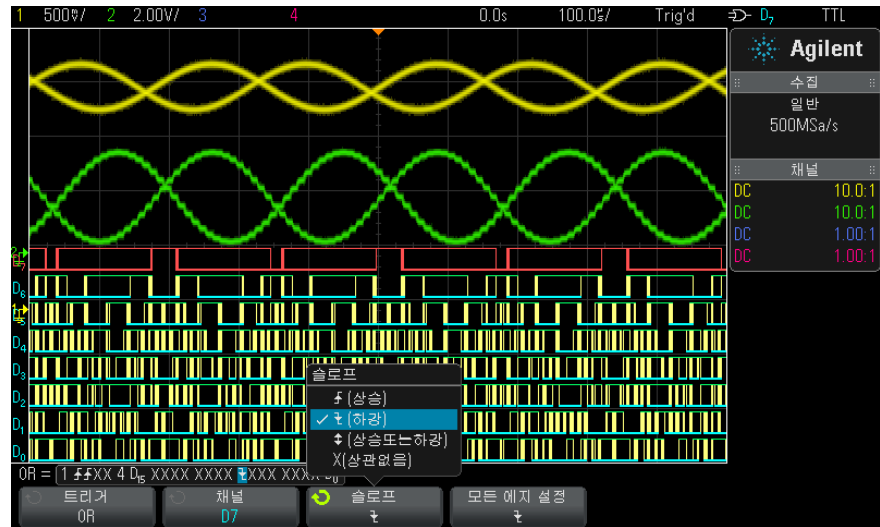 1 500▽/ 2 2.00V/ 3 4 0.0s 100.0㎲/ Trig'd D7 TTL
Agilent
수집
일반
500MSa/s
채널
DC 10.0:1
DC 10.0:1
DC 1.00:1
DC 1.00:1
D6
D4
D3
D2
D1
D0
슬로프
(상승)
✓ (하강)
(상승또는하강)
X(상관없음)
OR = 1 XX 4 D15 XXXX XXXX XXX
트리거
OR
채널
D7
슬로프
모든 에지 설정